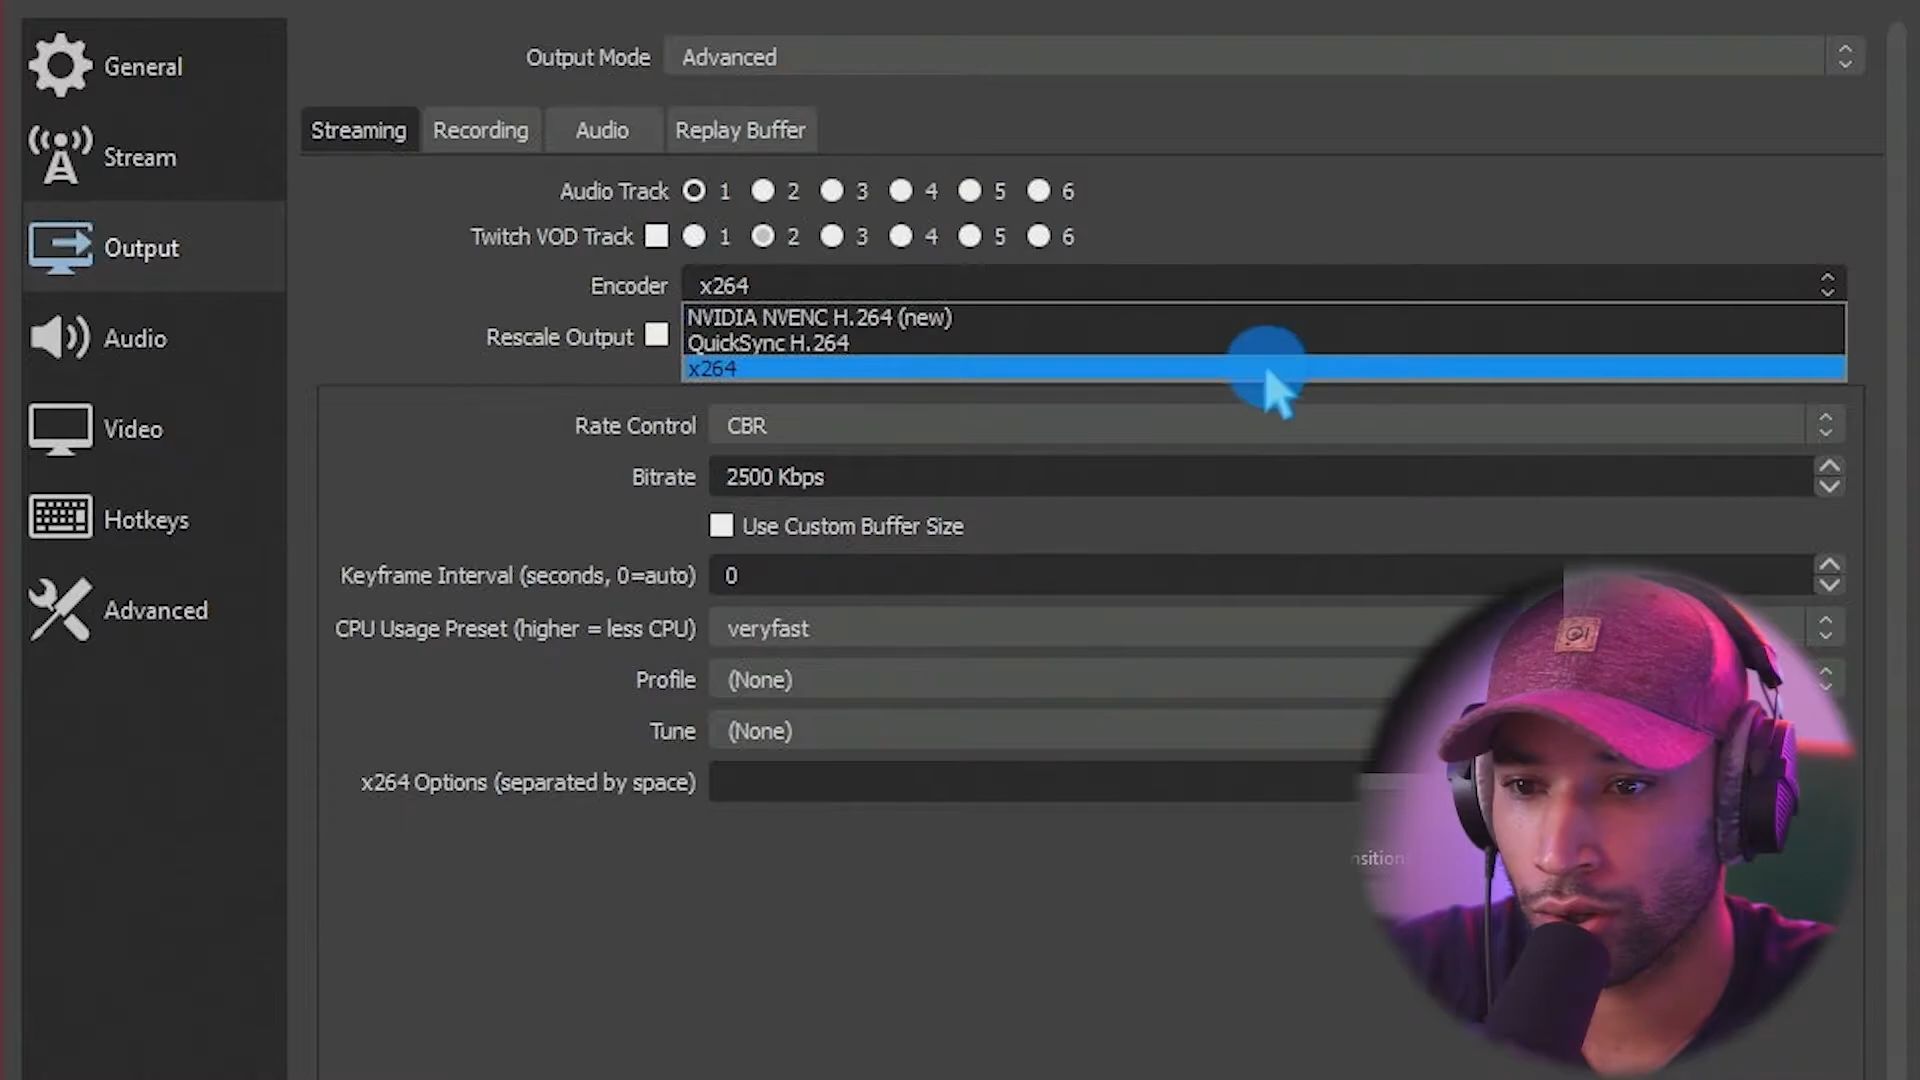 General
Stream
Output
Audio
Video
Hotkeys
Advanced
Output Mode Advanced
Streaming Recording Audio Replay Buffer
Audio Track 1 2 3 4 5 6
Twitch VOD Track 1 2 3 4 5 6
Encoder x264
NVIDIA NVENC H.264 (new)
Rescale Output
QuickSync H.264
x264
Rate Control CBR
Bitrate 2500 Kbps
Use Custom Buffer Size
Keyframe Interval (seconds, 0=auto) 0
CPU Usage Preset (higher = less CPU) veryfast
Profile (None)
Tune (None)
x264 Options (separated by space)